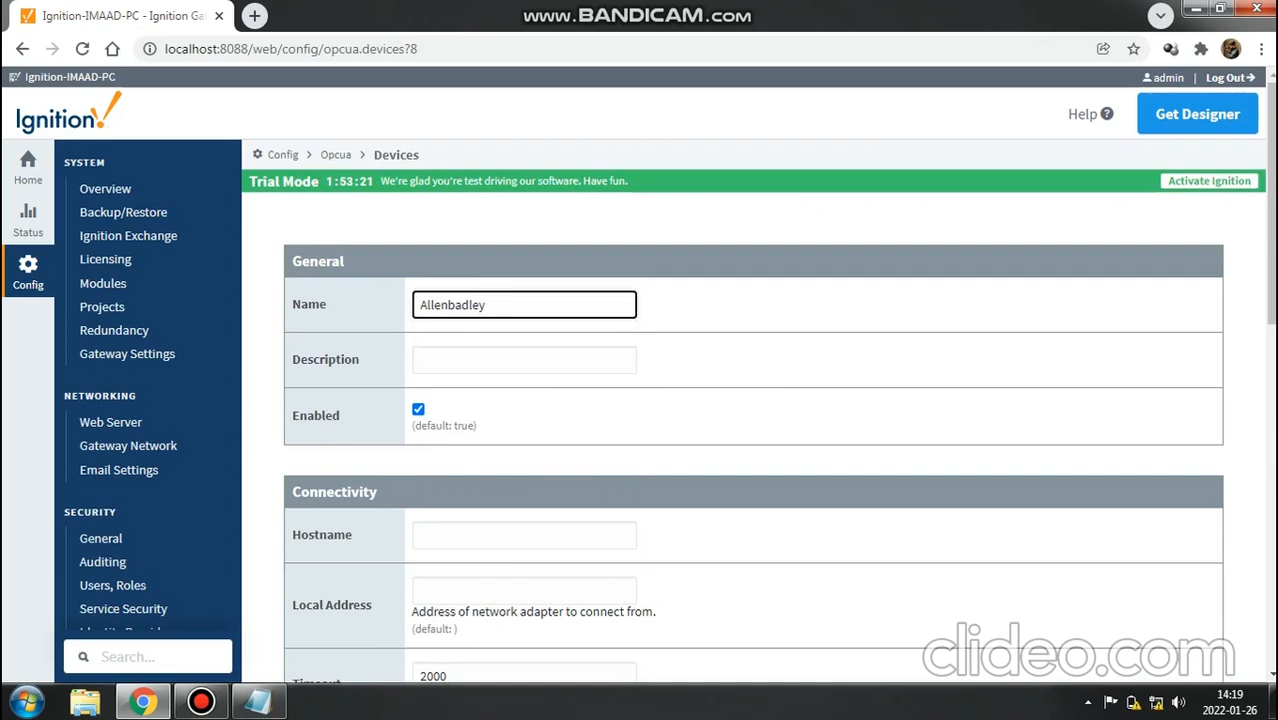 Ignition-IMAAD-PC - Ignition Ga
www.BANDICAM.com
localhost:8088/web/config/opcua.devices?8
Ignition-IMAAD-PC
admin | Log Out
Ignition!
Help ?
Get Designer
Config > Opcua > Devices
Trial Mode 1:53:21 We're glad you're test driving our software. Have fun.
Activate Ignition
Home
Status
Config
SYSTEM
Overview
Backup/Restore
Ignition Exchange
Licensing
Modules
Projects
Redundancy
Gateway Settings
NETWORKING
Web Server
Gateway Network
Email Settings
SECURITY
General
Auditing
Users, Roles
Service Security
Search...
General
Name
Allenbadley
Description
Enabled
(default: true)
Connectivity
Hostname
Local Address
Address of network adapter to connect from.
(default: )
Timeout
2000
clideo.com
14:19
2022-01-26